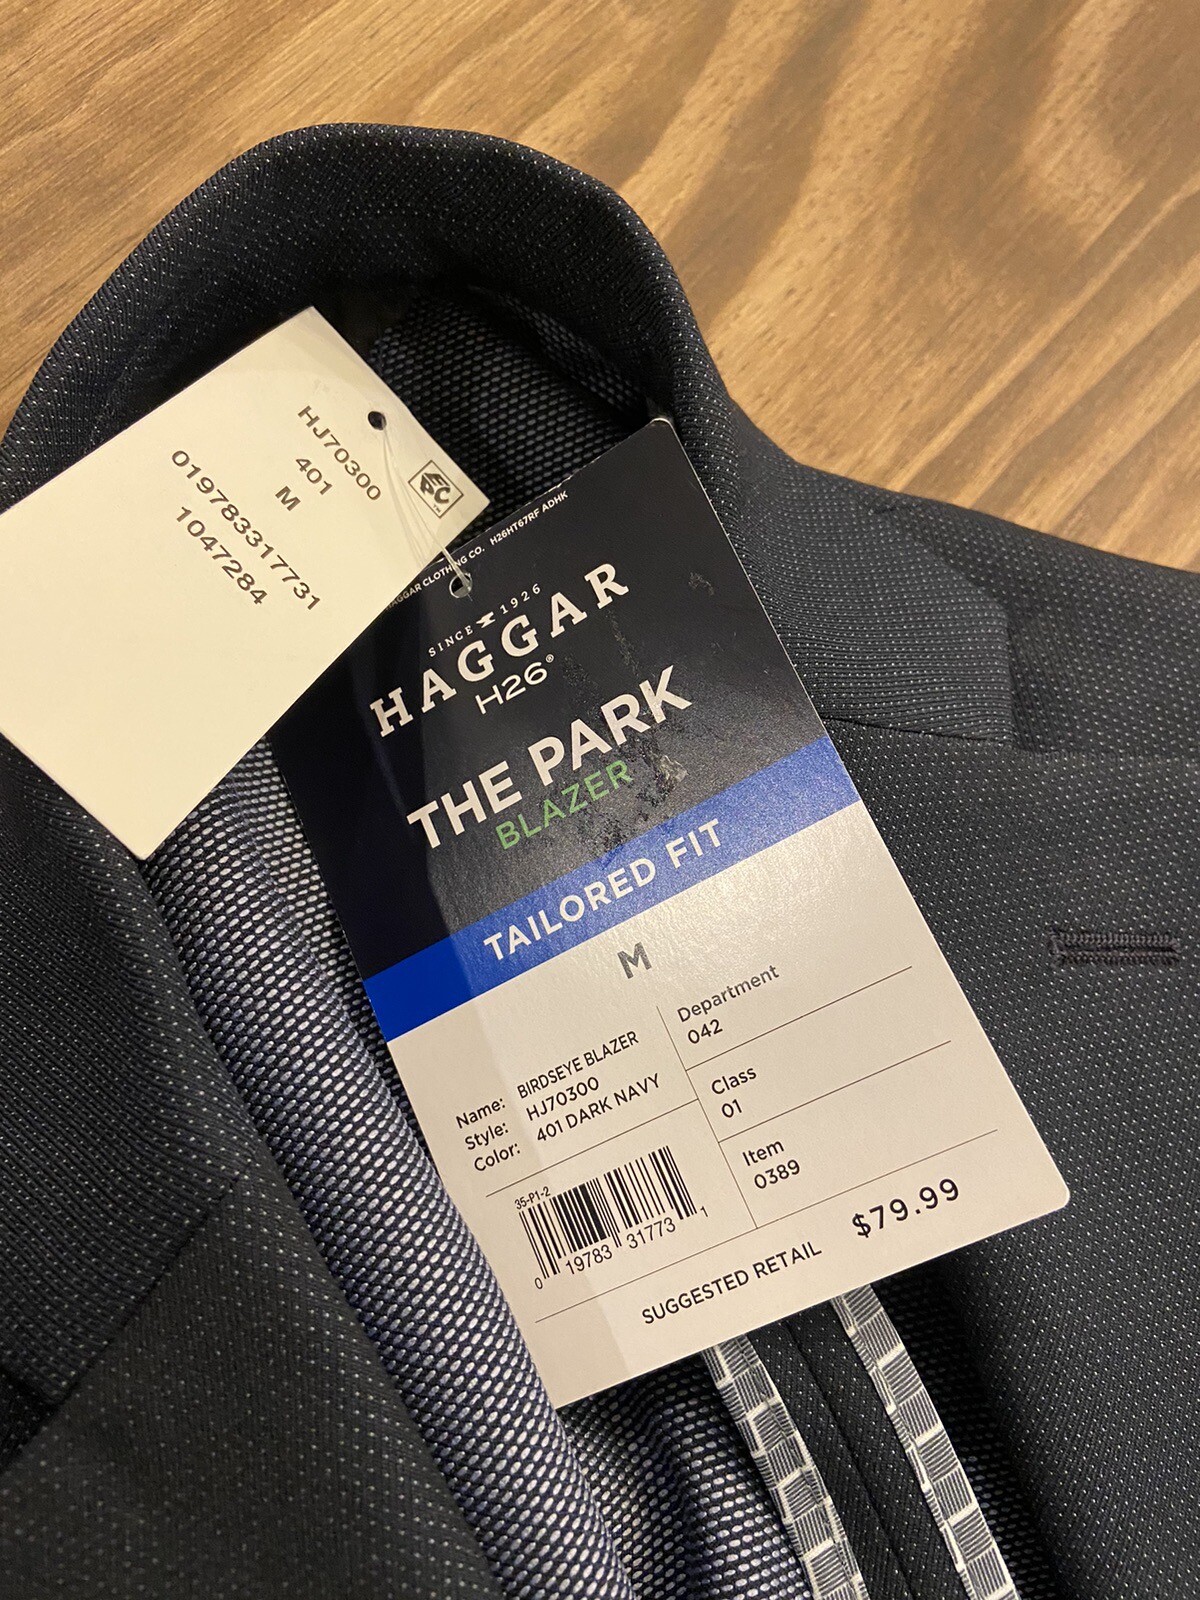 HJ70300
401
M
019783317731
1047284
HAGGAR CLOTHING CO. H26HT67RF ADHK
SINCE 1926
HAGGAR
H26®
THE PARK
BLAZER
TAILORED FIT
M
Name: BIRDSEYE BLAZER
Style: HJ70300
Color: 401 DARK NAVY
Department
042
Class
01
Item
0389
35-P1-2
0 19783 31773 1
$79.99
SUGGESTED RETAIL